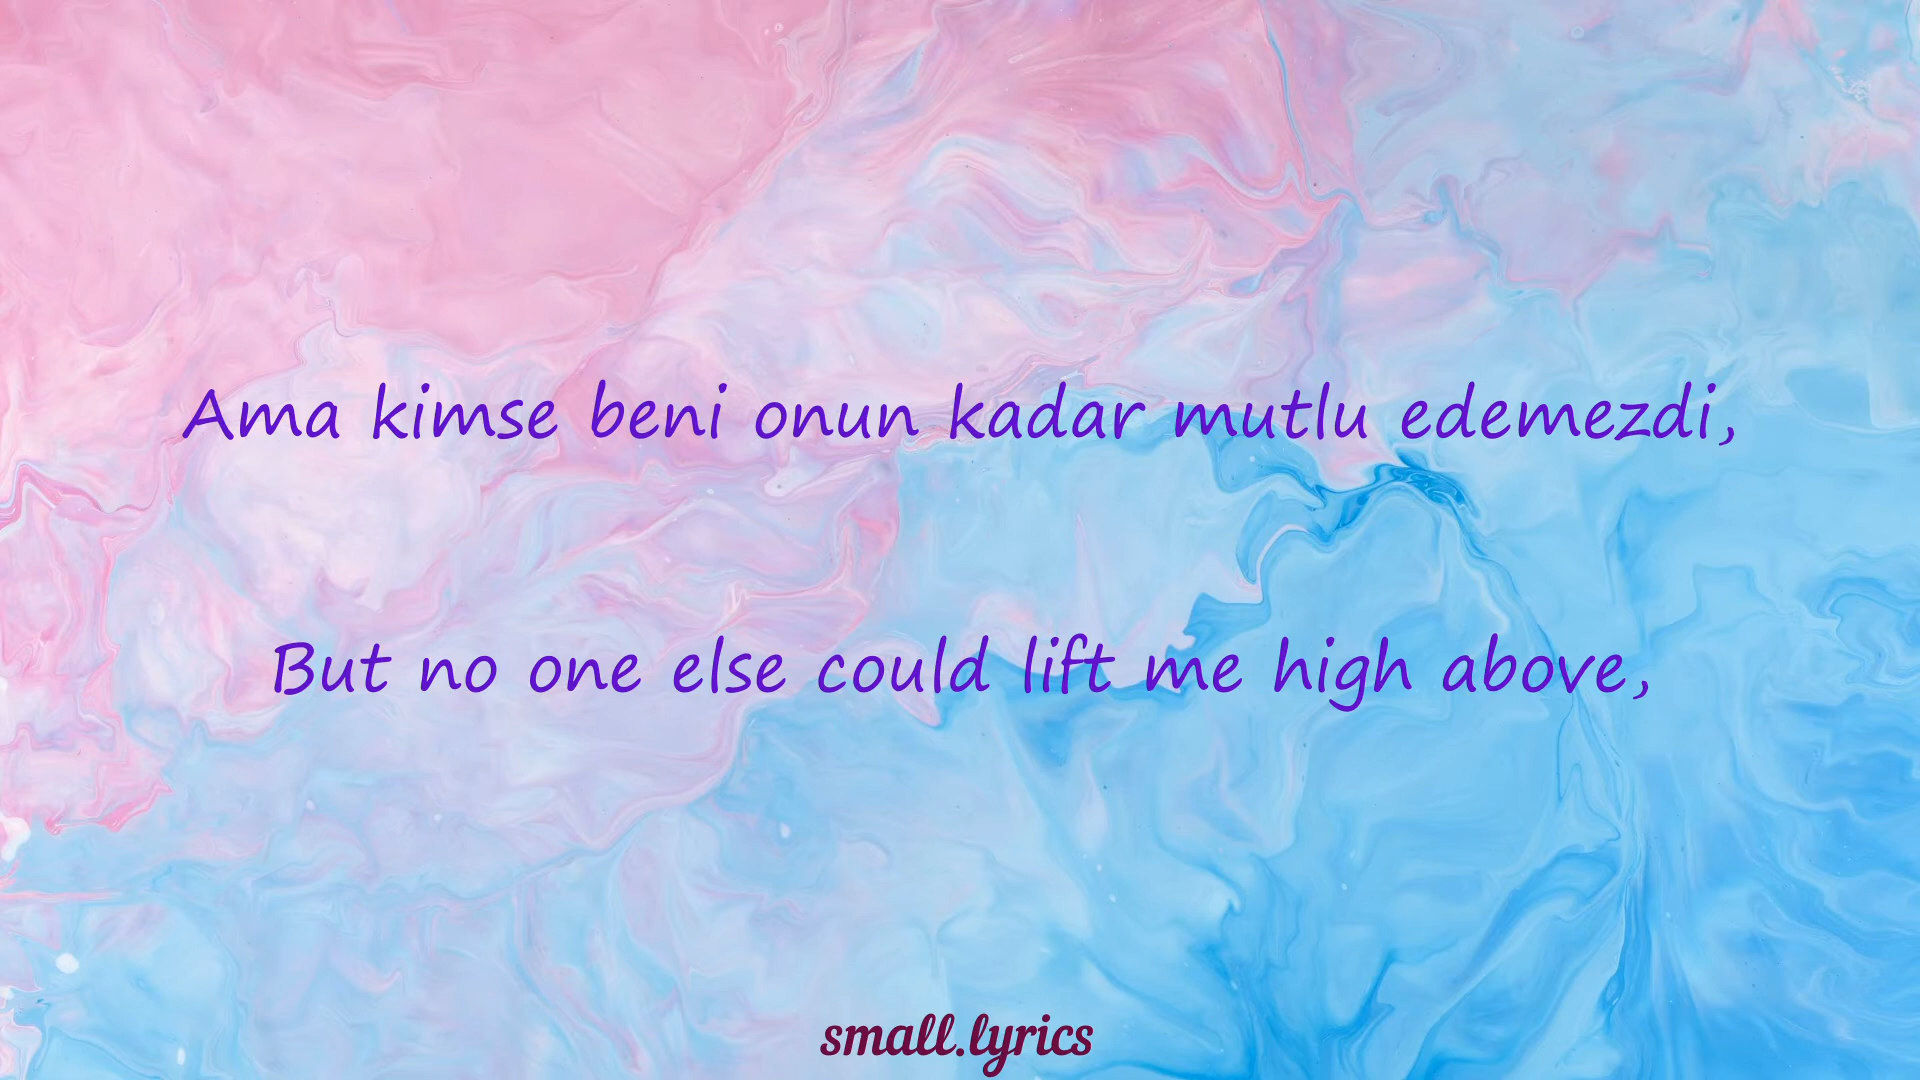 Ama kimse beni onun kadar mutlu edemezdi,
But no one else could lift me high above,
small.lyrics